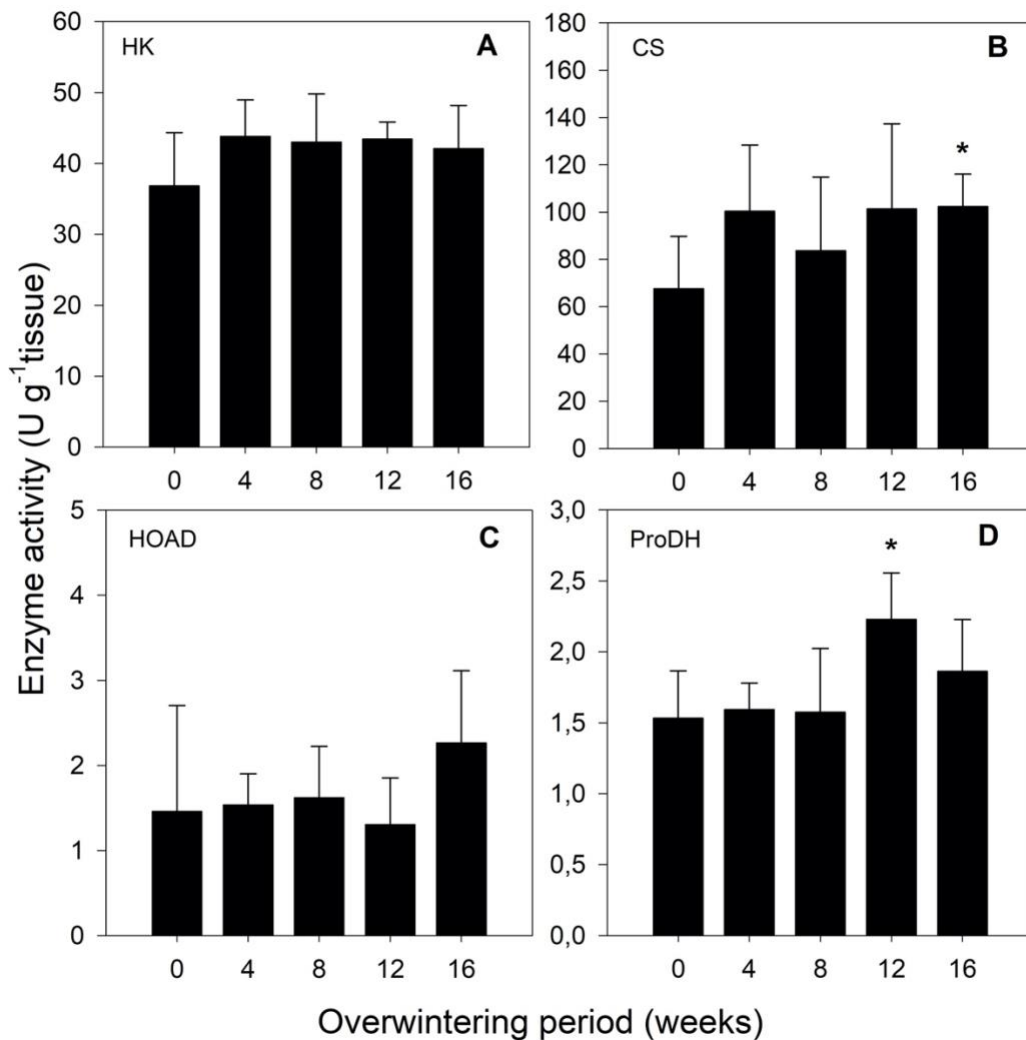 HK
A
60
50
40
30
20
10
0
0 4 8 12 16
CS
B
*
180
160
140
120
100
80
60
40
20
0
0 4 8 12 16
HOAD
C
5
4
3
2
1
0
0 4 8 12 16
ProDH
D
*
3,0
2,5
2,0
1,5
1,0
0,5
0,0
0 4 8 12 16
Enzyme activity (U g⁻¹tissue)
Overwintering period (weeks)